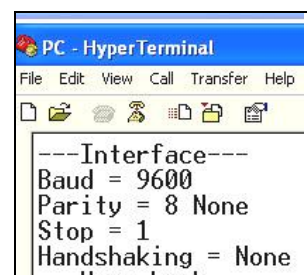 PC - HyperTerminal
File Edit View Call Transfer Help
---Interface---
Baud = 9600
Parity = 8 None
Stop = 1
Handshaking = None